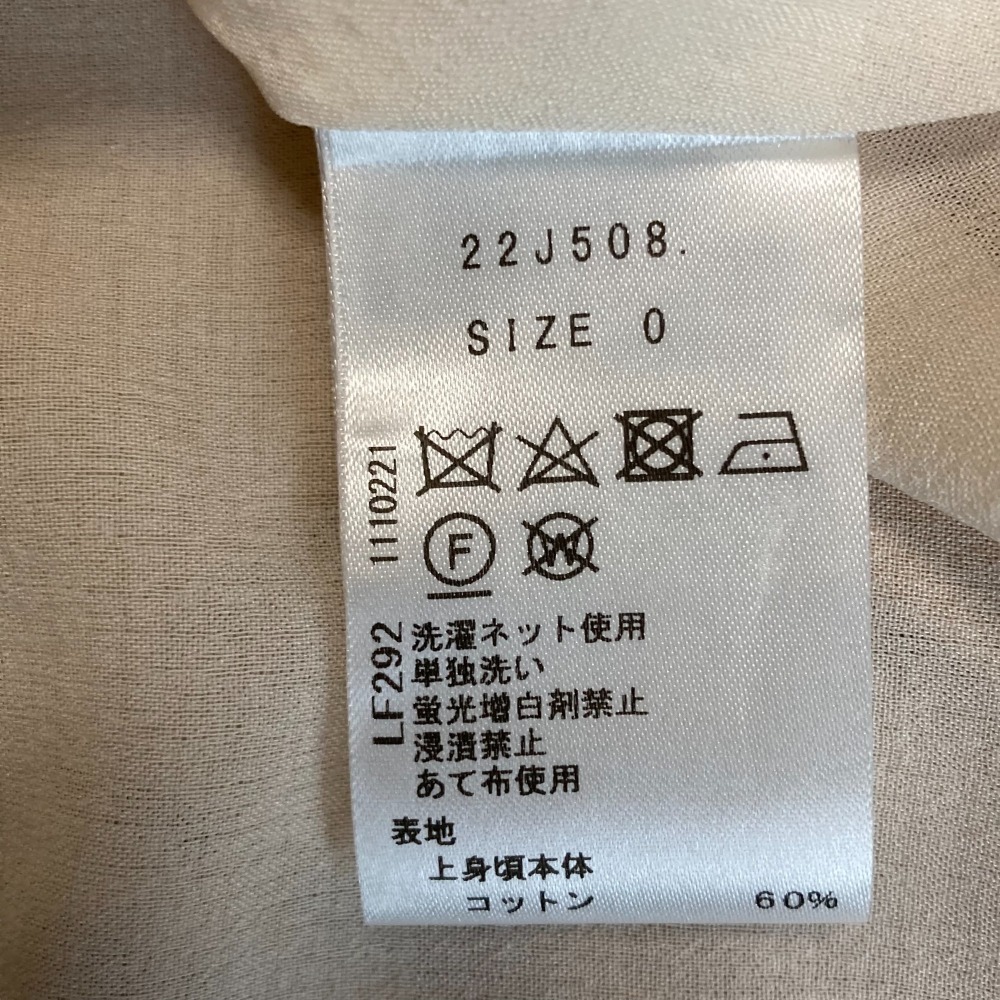 22J508.
SIZE 0
1110221
F
W
LF292
洗濯ネット使用
単独洗い
蛍光増白剤禁止
浸漬禁止
あて布使用
表地
上身頃本体
コットン 60%